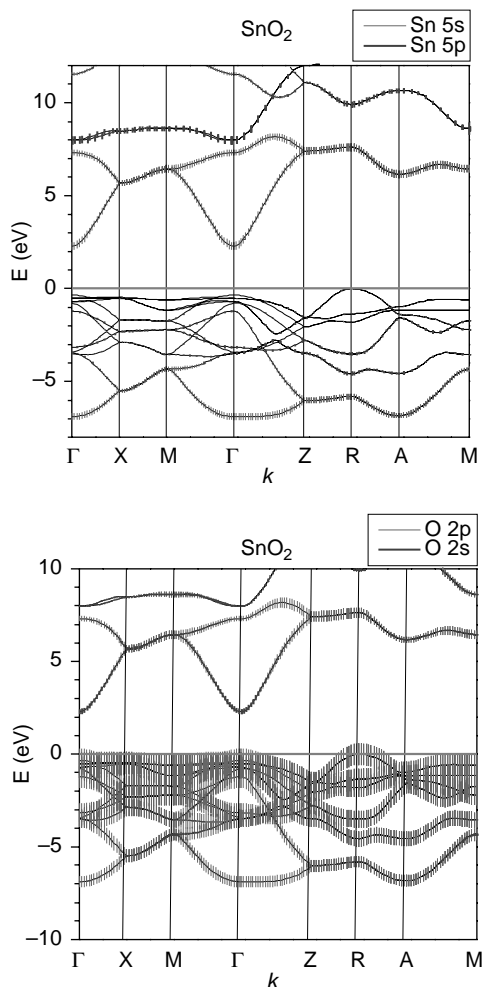 SnO2
Sn 5s
Sn 5p
10
5
0
−5
E (eV)
Γ X M Γ Z R A M
k
SnO2
O 2p
O 2s
10
5
0
−5
−10
E (eV)
Γ X M Γ Z R A M
k